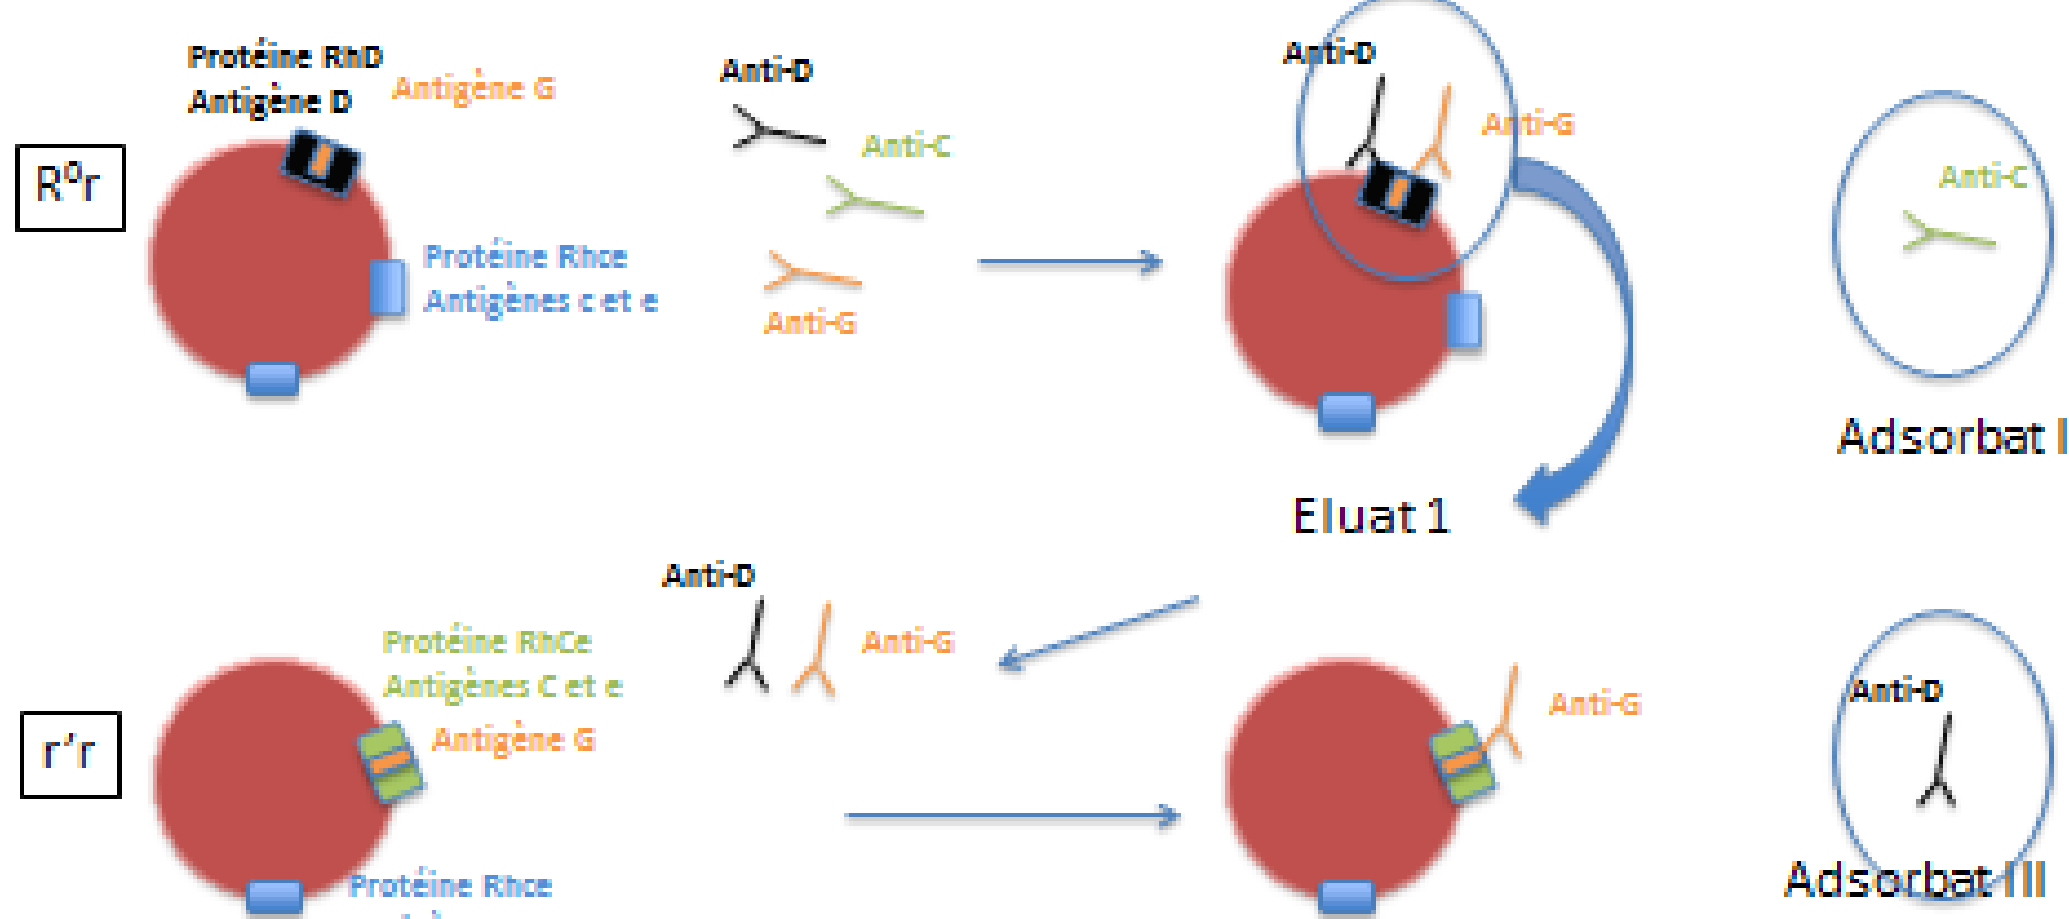 Protéine RhD
Antigène D
Antigène G
R⁰r
Protéine Rhce
Antigènes c et e
Anti-D
Anti-C
Anti-G
Anti-D
Anti-G
Anti-C
Adsorbat I
Eluat 1
Anti-D
Anti-G
Protéine RhCe
Antigènes C et e
Antigène G
r’r
Protéine Rhce
Anti-G
Anti-D
Adsorbat III